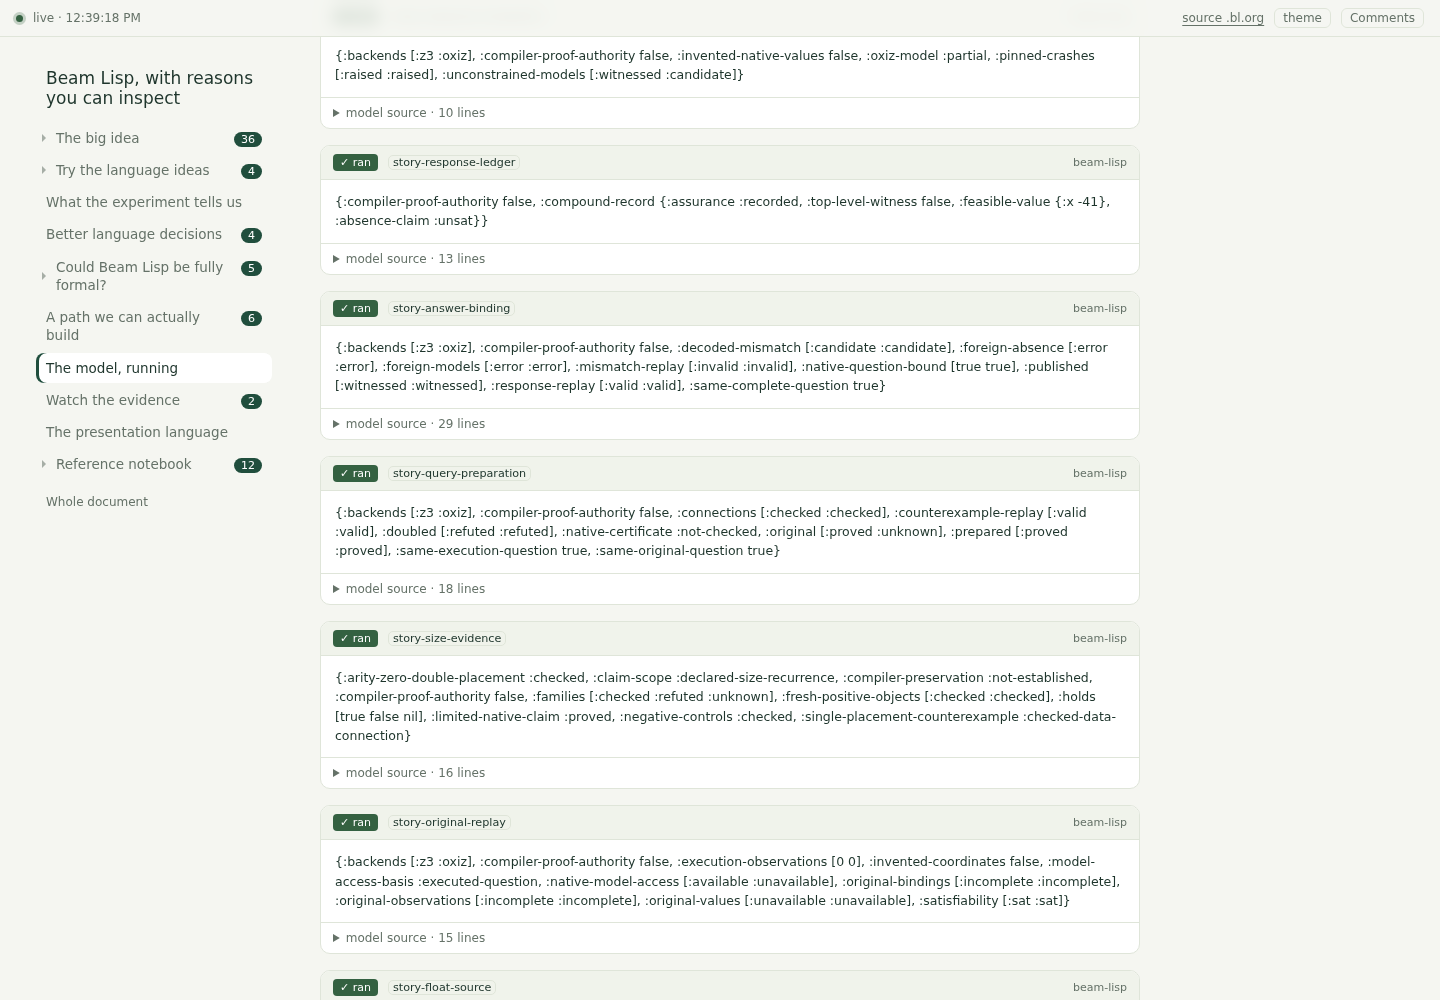 live · 12:39:18 PM
source .bl.org
theme
Comments
Beam Lisp, with reasons
you can inspect
The big idea
36
Try the language ideas
4
What the experiment tells us
Better language decisions
4
Could Beam Lisp be fully
formal?
5
A path we can actually
build
6
The model, running
Watch the evidence
2
The presentation language
Reference notebook
12
Whole document
{:backends [:z3 :oxiz], :compiler-proof-authority false, :invented-native-values false, :oxiz-model :partial, :pinned-crashes
[:raised :raised], :unconstrained-models [:witnessed :candidate]}
model source · 10 lines
✓ ran
story-response-ledger
beam-lisp
{:compiler-proof-authority false, :compound-record {:assurance :recorded, :top-level-witness false, :feasible-value {:x -41},
:absence-claim :unsat}}
model source · 13 lines
✓ ran
story-answer-binding
beam-lisp
{:backends [:z3 :oxiz], :compiler-proof-authority false, :decoded-mismatch [:candidate :candidate], :foreign-absence [:error
:error], :foreign-models [:error :error], :mismatch-replay [:invalid :invalid], :native-question-bound [true true], :published
[:witnessed :witnessed], :response-replay [:valid :valid], :same-complete-question true}
model source · 29 lines
✓ ran
story-query-preparation
beam-lisp
{:backends [:z3 :oxiz], :compiler-proof-authority false, :connections [:checked :checked], :counterexample-replay [:valid
:valid], :doubled [:refuted :refuted], :native-certificate :not-checked, :original [:proved :unknown], :prepared [:proved
:proved], :same-execution-question true, :same-original-question true}
model source · 18 lines
✓ ran
story-size-evidence
beam-lisp
{:arity-zero-double-placement :checked, :claim-scope :declared-size-recurrence, :compiler-preservation :not-established,
:compiler-proof-authority false, :families [:checked :refuted :unknown], :fresh-positive-objects [:checked :checked], :holds
[true false nil], :limited-native-claim :proved, :negative-controls :checked, :single-placement-counterexample :checked-data-
connection}
model source · 16 lines
✓ ran
story-original-replay
beam-lisp
{:backends [:z3 :oxiz], :compiler-proof-authority false, :execution-observations [0 0], :invented-coordinates false, :model-
access-basis :executed-question, :native-model-access [:available :unavailable], :original-bindings [:incomplete :incomplete],
:original-observations [:incomplete :incomplete], :original-values [:unavailable :unavailable], :satisfiability [:sat :sat]}
model source · 15 lines
✓ ran
story-float-source
beam-lisp